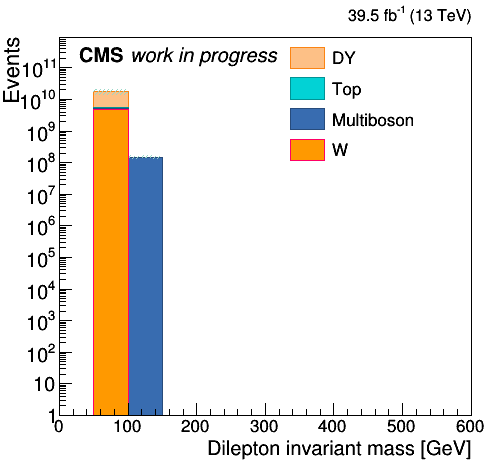 39.5 fb⁻¹ (13 TeV)
Events
CMS work in progress
DY
Top
Multiboson
W
10¹¹
10¹⁰
10⁹
10⁸
10⁷
10⁶
10⁵
10⁴
10³
10²
10
1
0 100 200 300 400 500 600
Dilepton invariant mass [GeV]